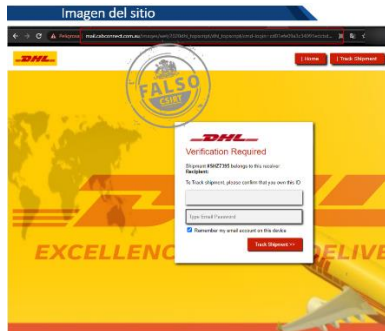 Imagen del sitio
Peligroso
DHL
| Home
| Track Shipment
FALSO
CSIRT
DHL
Verification Required
belongs to this receiver
Recipient:
To Track shipment, please confirm that you own this ID
Type Email Password
Remember my email account on this device
Track Shipment >>
EXCELLENC
DELIVE